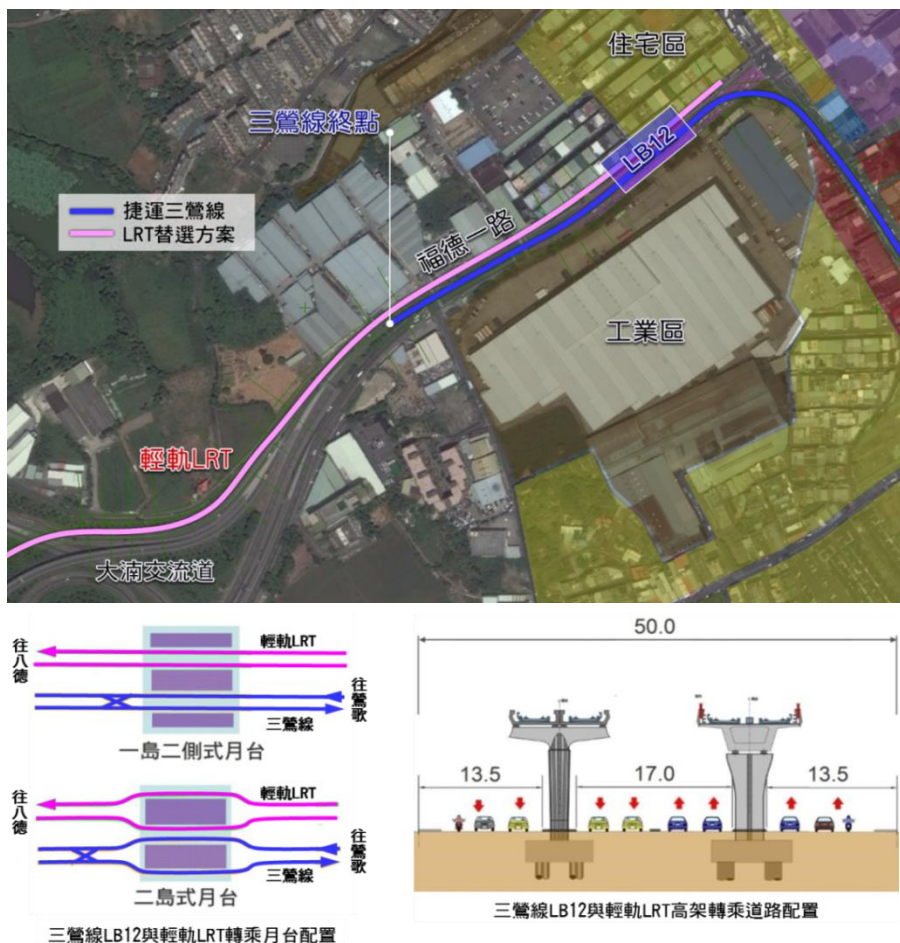 住宅區
三鶯線終點
LB12
捷運三鶯線
LRT替選方案
福德一路
工業區
輕軌LRT
大湳交流道
往八德
輕軌LRT
往鶯歌
三鶯線
一島二側式月台
往八德
輕軌LRT
往鶯歌
三鶯線
二島式月台
三鶯線LB12與輕軌LRT轉乘月台配置
50.0
13.5
17.0
13.5
三鶯線LB12與輕軌LRT高架轉乘道路配置